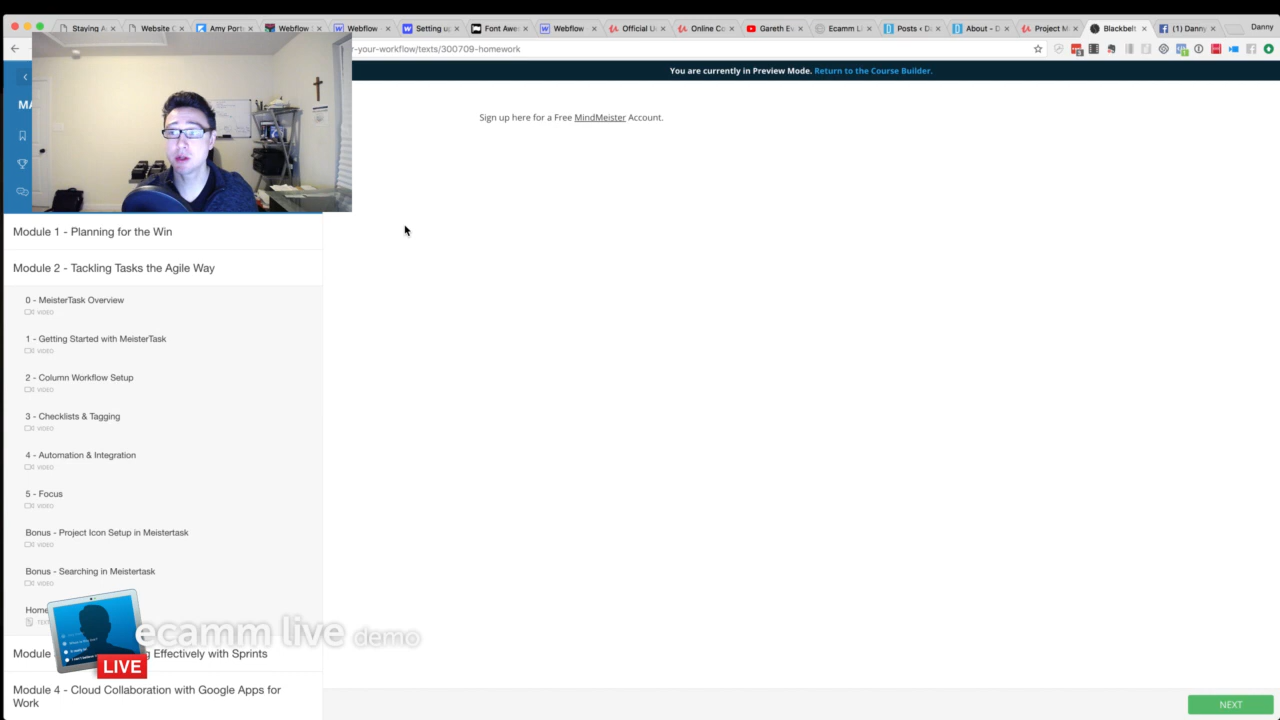 Staying A
Website C
Amy Port
Webflow
Webflow
Setting u
Font Awe
Webflow
Official U
Online Co
Gareth Ev
Ecamm Li
Posts ‹ D
About ‹ D
Project M
Blackbelt
(1) Danny
Danny
r-your-workflow/texts/300709-homework
You are currently in Preview Mode. Return to the Course Builder.
MA
Sign up here for a Free MindMeister Account.
Module 1 - Planning for the Win
Module 2 - Tackling Tasks the Agile Way
0 - MeisterTask Overview
VIDEO
1 - Getting Started with MeisterTask
VIDEO
2 - Column Workflow Setup
VIDEO
3 - Checklists & Tagging
VIDEO
4 - Automation & Integration
VIDEO
5 - Focus
VIDEO
Bonus - Project Icon Setup in Meistertask
VIDEO
Bonus - Searching in Meistertask
VIDEO
Home
TEX
ecamm live demo
LIVE
Module
g Effectively with Sprints
Module 4 - Cloud Collaboration with Google Apps for
Work
NEXT